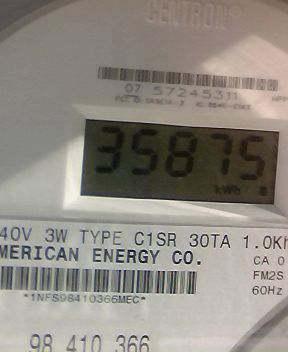 CENTRON
07 57245311
35875
kWh
40V 3W TYPE C1SR 30TA 1.0Kh
MERICAN ENERGY CO.
CA 0
*1NFS98410366MEC*
FM2S
60Hz
98 410 366